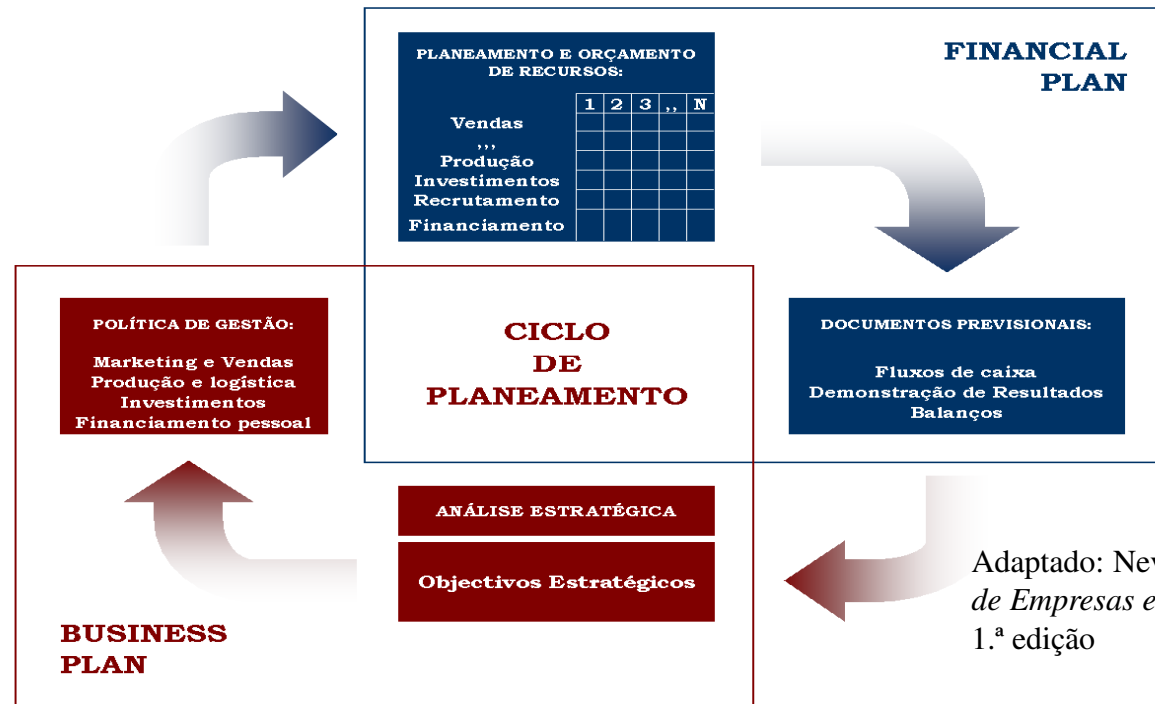 PLANEAMENTO E ORÇAMENTO
DE RECURSOS:
1 2 3 ,, N
Vendas
,,,
Produção
Investimentos
Recrutamento
Financiamento
FINANCIAL
PLAN
POLÍTICA DE GESTÃO:
Marketing e Vendas
Produção e logística
Investimentos
Financiamento pessoal
CICLO
DE
PLANEAMENTO
DOCUMENTOS PREVISIONAIS:
Fluxos de caixa
Demonstração de Resultados
Balanços
ANÁLISE ESTRATÉGICA
Objectivos Estratégicos
BUSINESS
PLAN
Adaptado:
de Empresas e
1.ª edição